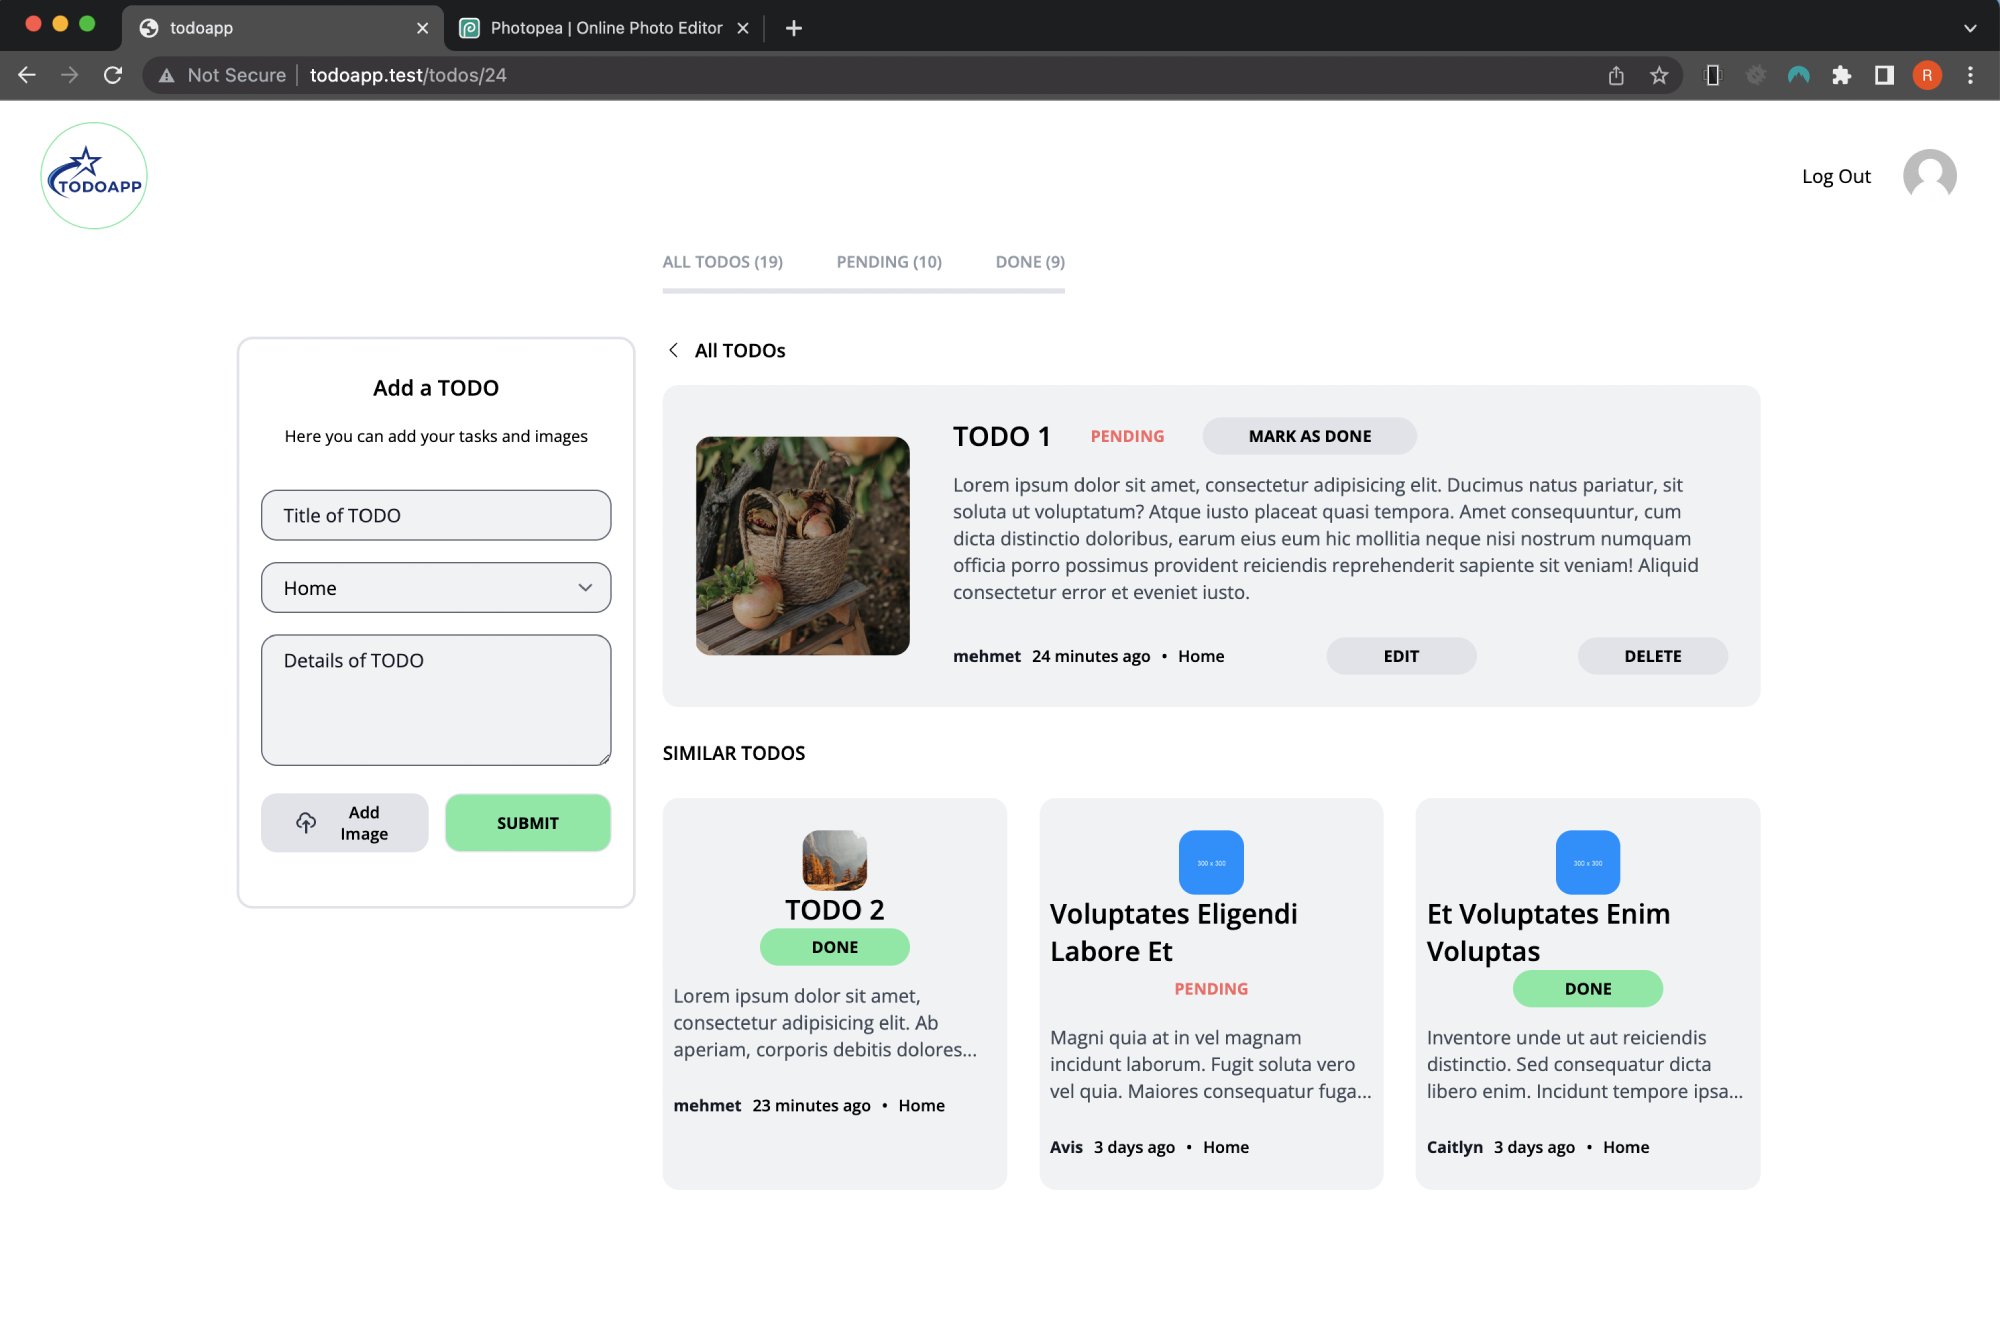 todoapp
Photopea | Online Photo Editor
Not Secure
todoapp.test/todos/24
R
TODOAPP
Log Out
ALL TODOS (19)
PENDING (10)
DONE (9)
Add a TODO
Here you can add your tasks and images
Title of TODO
Home
Details of TODO
Add
Image
SUBMIT
All TODOs
TODO 1
PENDING
MARK AS DONE
Lorem ipsum dolor sit amet, consectetur adipisicing elit. Ducimus natus pariatur, sit
soluta ut voluptatum? Atque iusto placeat quasi tempora. Amet consequuntur, cum
dicta distinctio doloribus, earum eius eum hic mollitia neque nisi nostrum numquam
officia porro possimus provident reiciendis reprehenderit sapiente sit veniam! Aliquid
consectetur error et eveniet iusto.
mehmet 24 minutes ago • Home
EDIT
DELETE
SIMILAR TODOS
TODO 2
DONE
Lorem ipsum dolor sit amet,
consectetur adipisicing elit. Ab
aperiam, corporis debitis dolores...
mehmet 23 minutes ago • Home
300 x 300
Voluptates Eligendi
Labore Et
PENDING
Magni quia at in vel magnam
incidunt laborum. Fugit soluta vero
vel quia. Maiores consequatur fuga...
Avis 3 days ago • Home
300 x 300
Et Voluptates Enim
Voluptas
DONE
Inventore unde ut aut reiciendis
distinctio. Sed consequatur dicta
libero enim. Incidunt tempore ipsa...
Caitlyn 3 days ago • Home